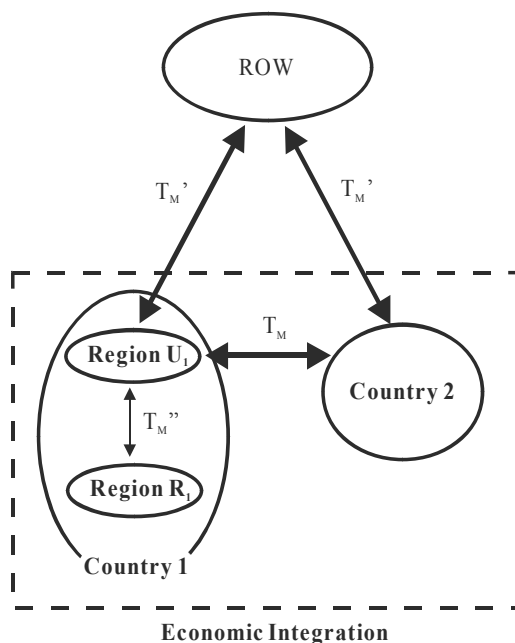 ROW
T_M' T_M'
T_M
Region U_1
Country 2
T_M"
Region R_1
Country 1
Economic Integration